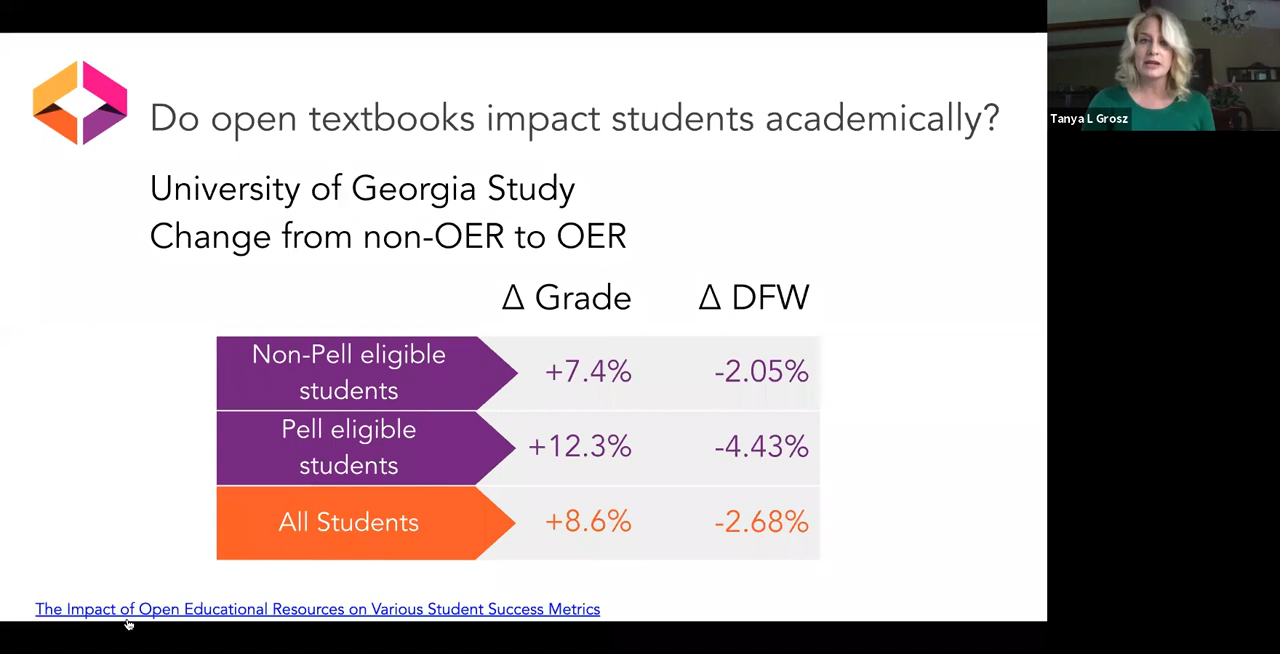 Do open textbooks impact students academically?
Tanya L Grosz
University of Georgia Study
Change from non-OER to OER
Δ Grade Δ DFW
Non-Pell eligible
students
+7.4% -2.05%
Pell eligible
students
+12.3% -4.43%
All Students +8.6% -2.68%
The Impact of Open Educational Resources on Various Student Success Metrics